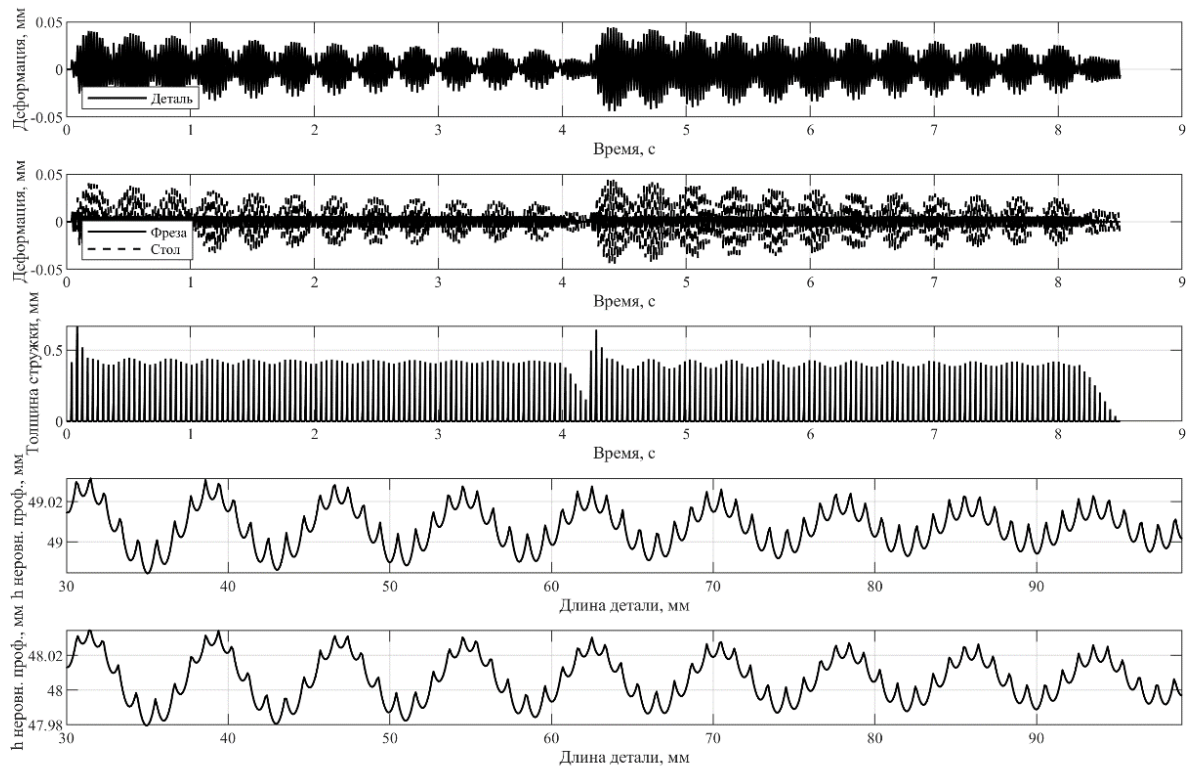 Деформация, мм
0.05
0
-0.05
Деталь
0 1 2 3 4 5 6 7 8 9
Время, с
Деформация, мм
0.05
0
-0.05
Фреза
Стол
0 1 2 3 4 5 6 7 8 9
Время, с
Толщина стружки, мм
0.5
0
0 1 2 3 4 5 6 7 8 9
Время, с
h неровн. проф., мм
49.02
49
30 40 50 60 70 80 90
Длина детали, мм
h неровн. проф., мм
48.02
48
47.98
30 40 50 60 70 80 90
Длина детали, мм